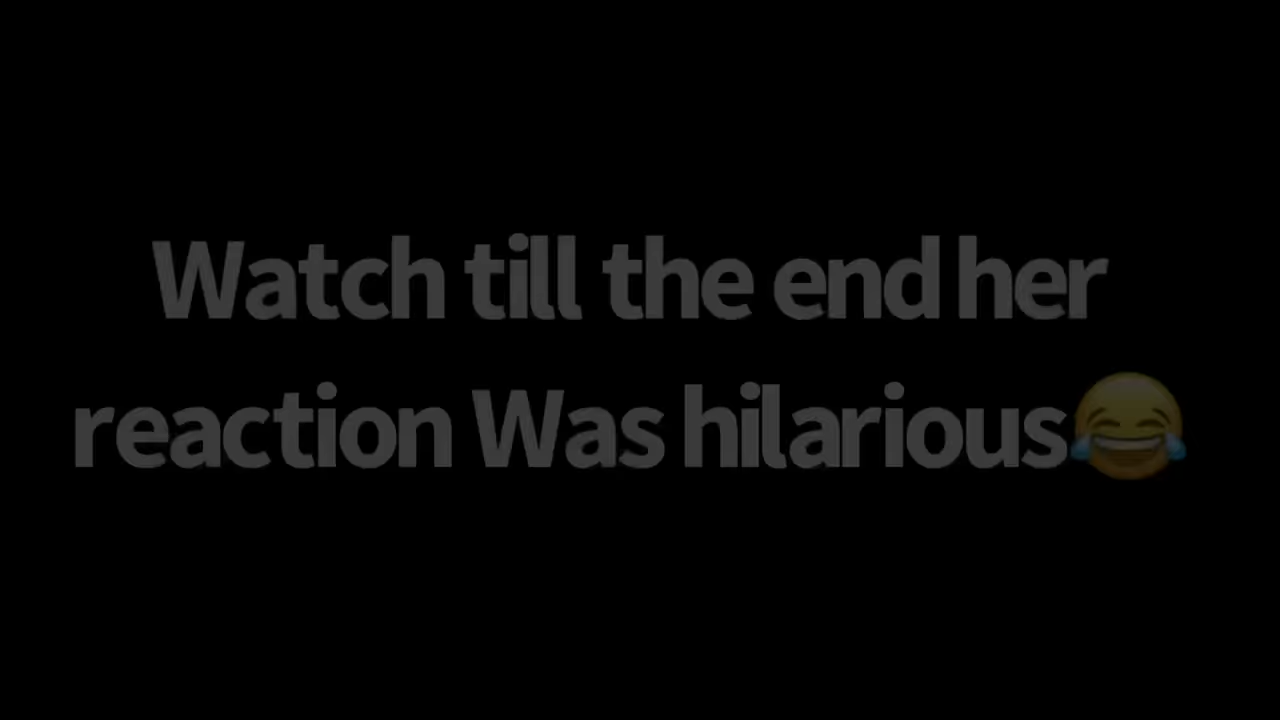 Watch till the end her
reaction Was hilarious😂